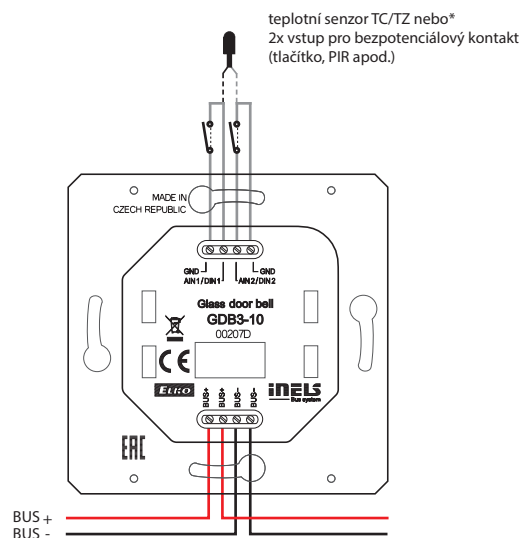 teplotní senzor TC/TZ nebo*
2x vstup pro bezpotenciálový kontakt
(tlačítko, PIR apod.)
MADE IN
CZECH REPUBLIC
GND GND
AIN1/DIN1 AIN2/DIN2
Glass door bell
GDB3-10
00207D
CE
ELKO iNELS
Bus system
BUS+ BUS+ BUS- BUS-
EAC
BUS +
BUS -